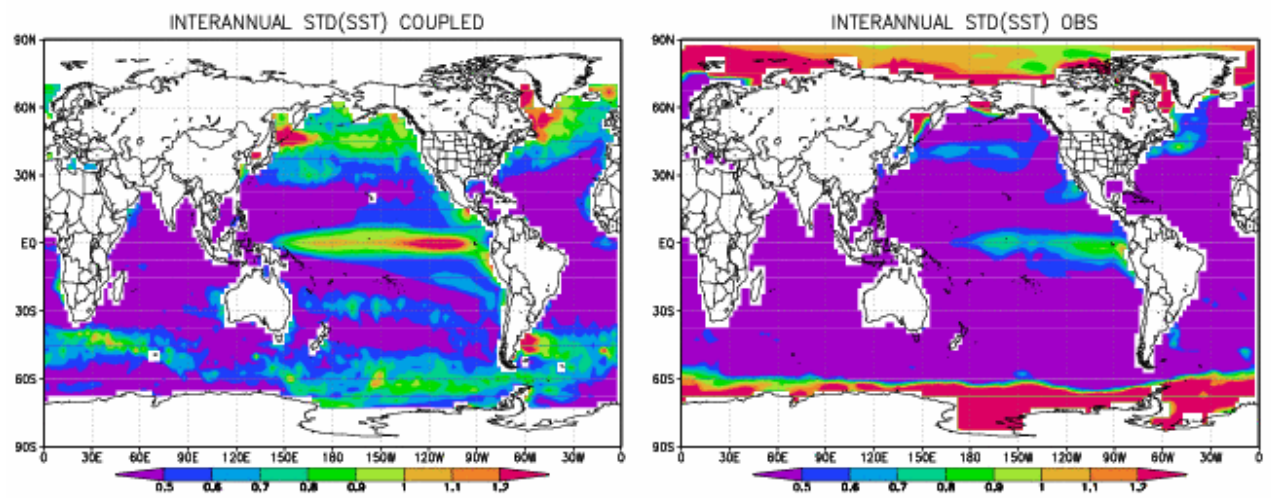 INTERANNUAL STD(SST) COUPLED
90N
60N
30N
EQ
30S
60S
90S
0 30E 60E 90E 120E 150E 180 150W 120W 90W 60W 30W 0
0.5 0.6 0.7 0.8 0.9 1 1.1 1.2
INTERANNUAL STD(SST) OBS
90N
60N
30N
EQ
30S
60S
90S
0 30E 60E 90E 120E 150E 180 150W 120W 90W 60W 30W 0
0.5 0.6 0.7 0.8 0.9 1 1.1 1.2